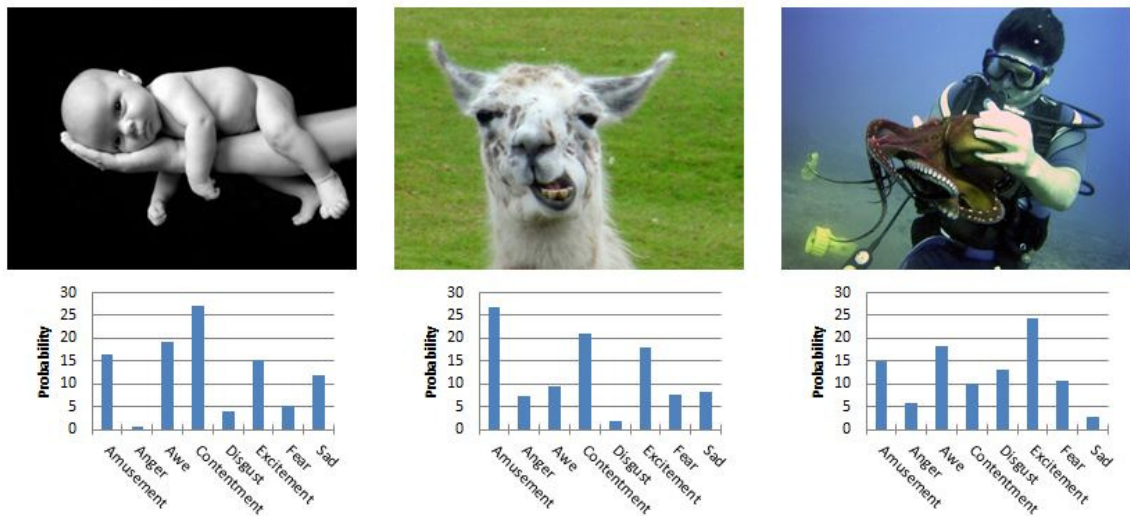 30
25
20
15
10
5
0
Probability
Amusement
Anger
Awe
Contentment
Disgust
Excitement
Fear
Sad
30
25
20
15
10
5
0
Probability
Amusement
Anger
Awe
Contentment
Disgust
Excitement
Fear
Sad
30
25
20
15
10
5
0
Probability
Amusement
Anger
Awe
Contentment
Disgust
Excitement
Fear
Sad